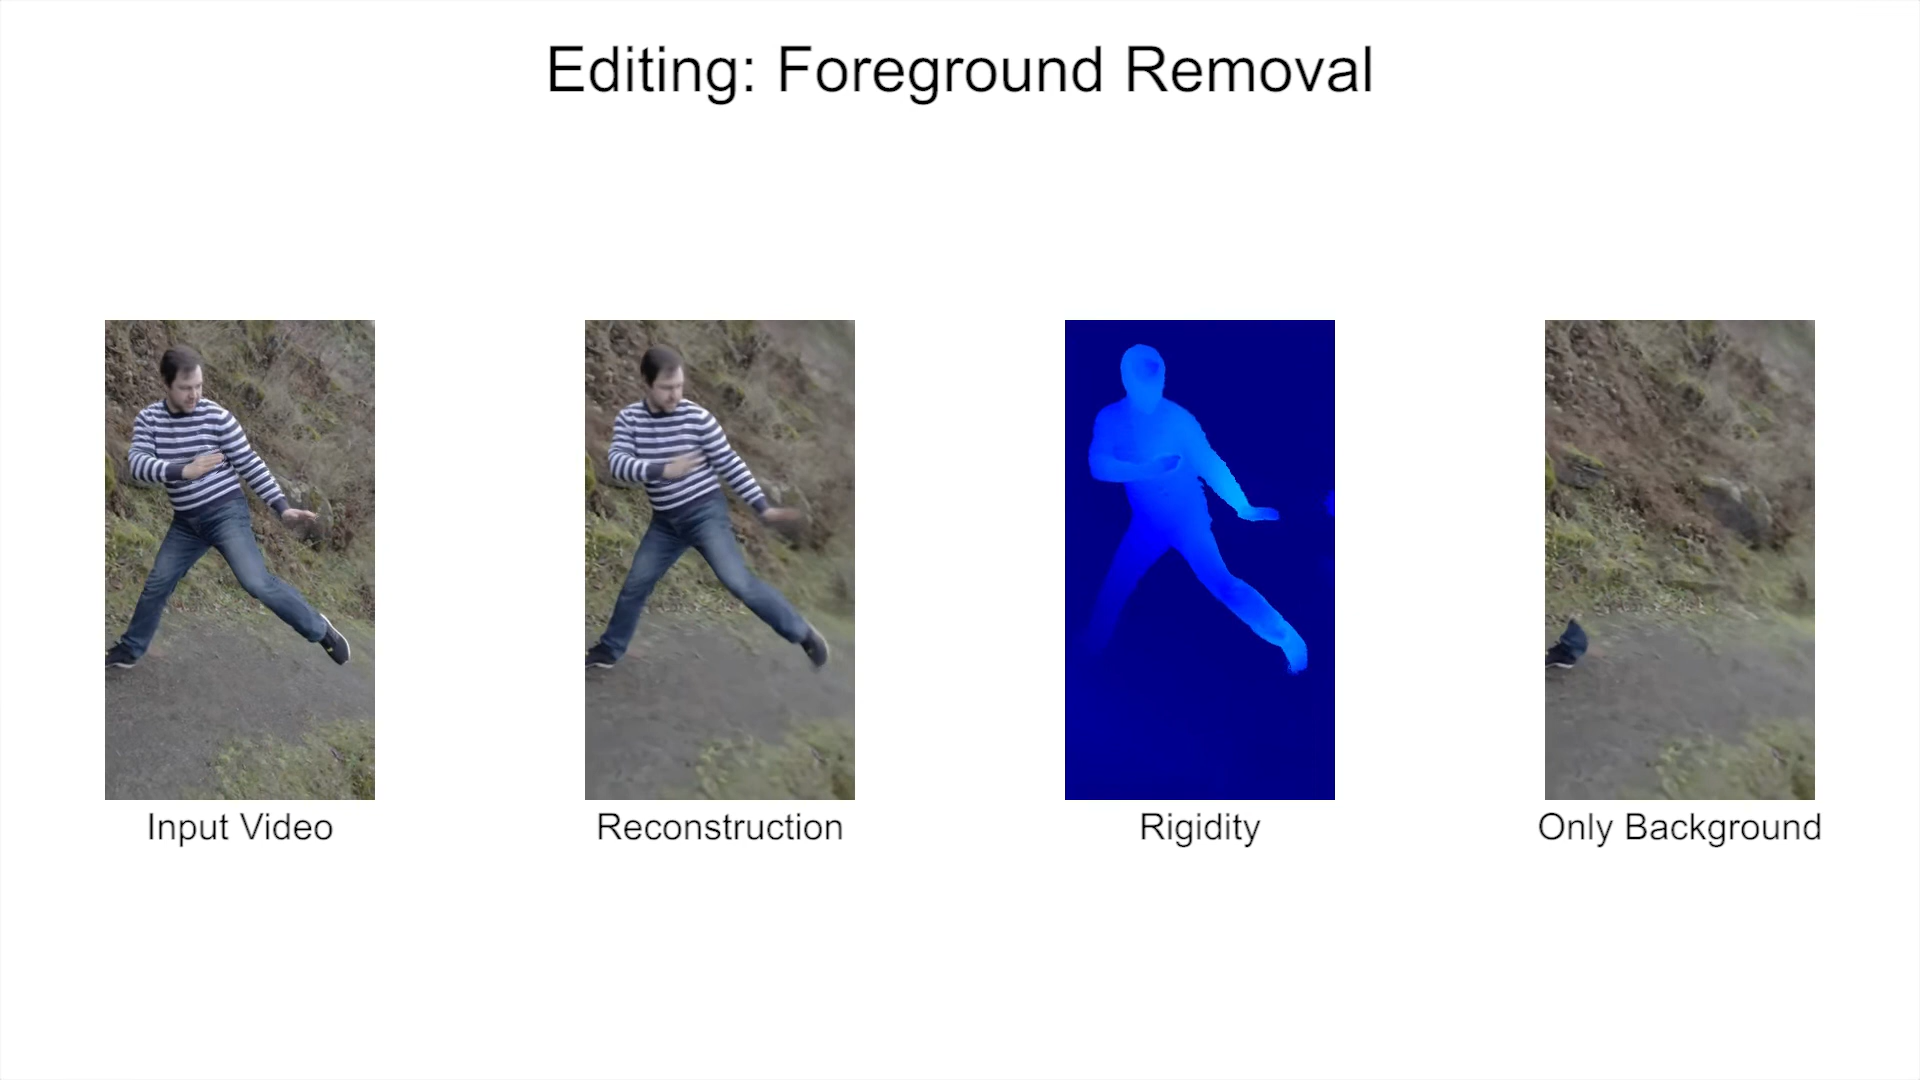 Editing: Foreground Removal
Input Video
Reconstruction
Rigidity
Only Background